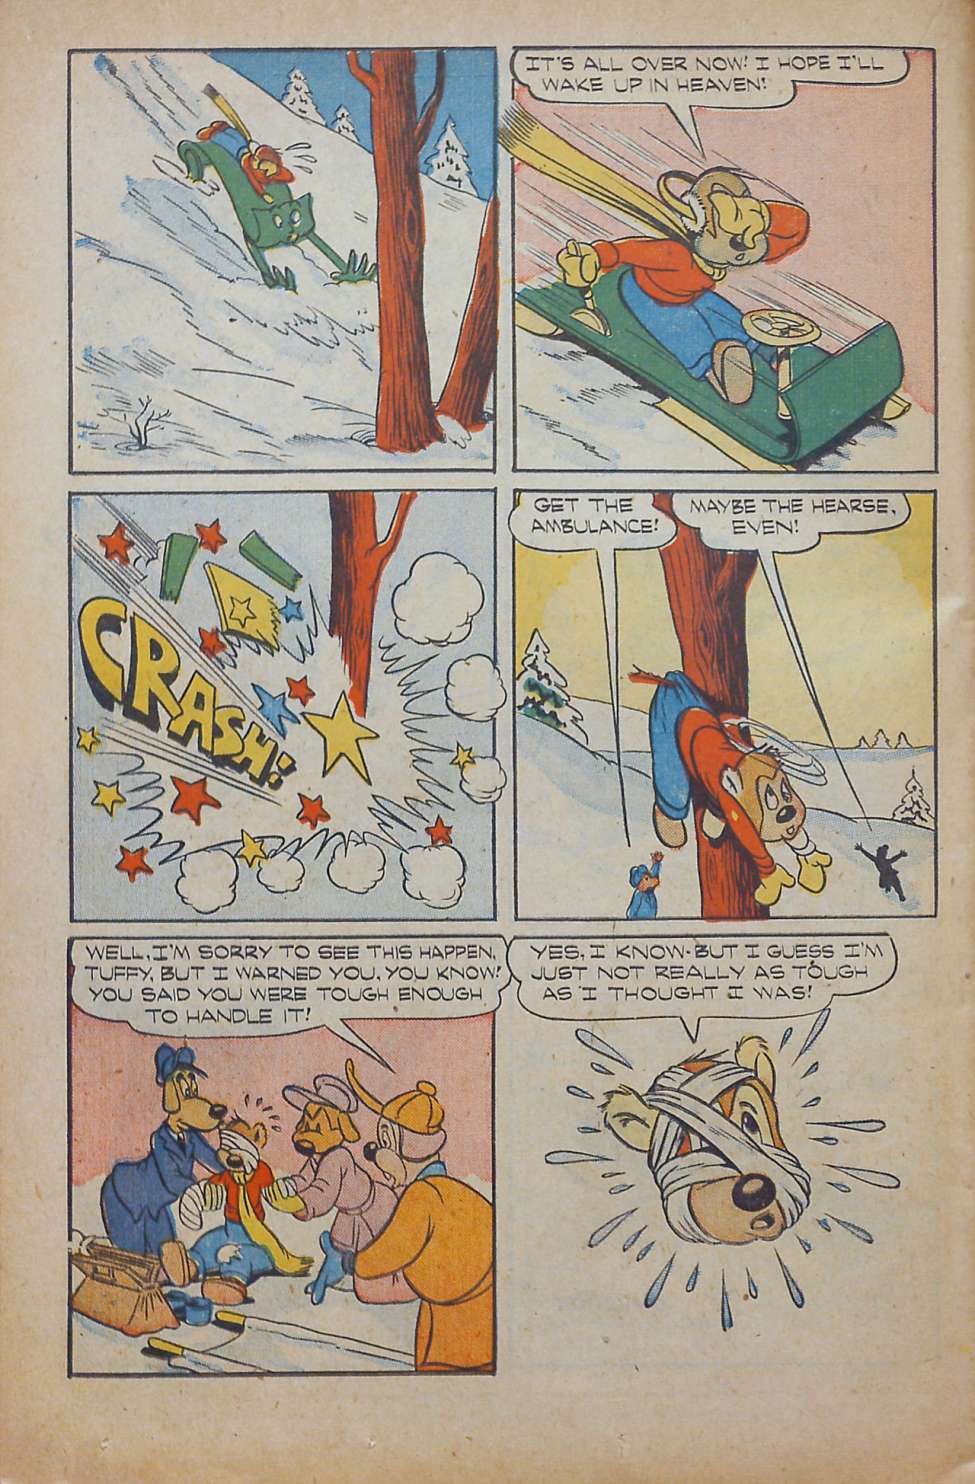 IT'S ALL OVER NOW! I HOPE I'LL
WAKE UP IN HEAVEN!
CRASH!
GET THE
AMBULANCE!
MAYBE THE HEARSE,
EVEN!
WELL, I'M SORRY TO SEE THIS HAPPEN,
TUFFY, BUT I WARNED YOU, YOU KNOW!
YOU SAID YOU WERE TOUGH ENOUGH
TO HANDLE IT!
YES, I KNOW-BUT I GUESS I'M
JUST NOT REALLY AS TOUGH
AS I THOUGHT I WAS!